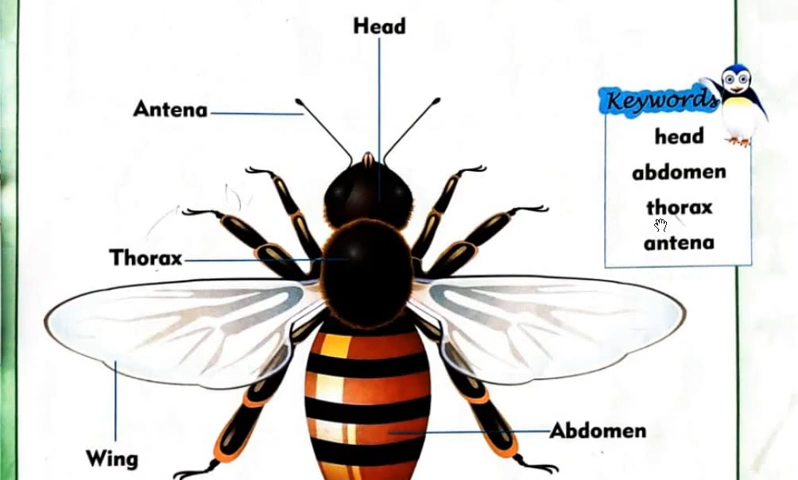 Head
Antena
Keywords
head
abdomen
thorax
antena
Thorax
Abdomen
Wing